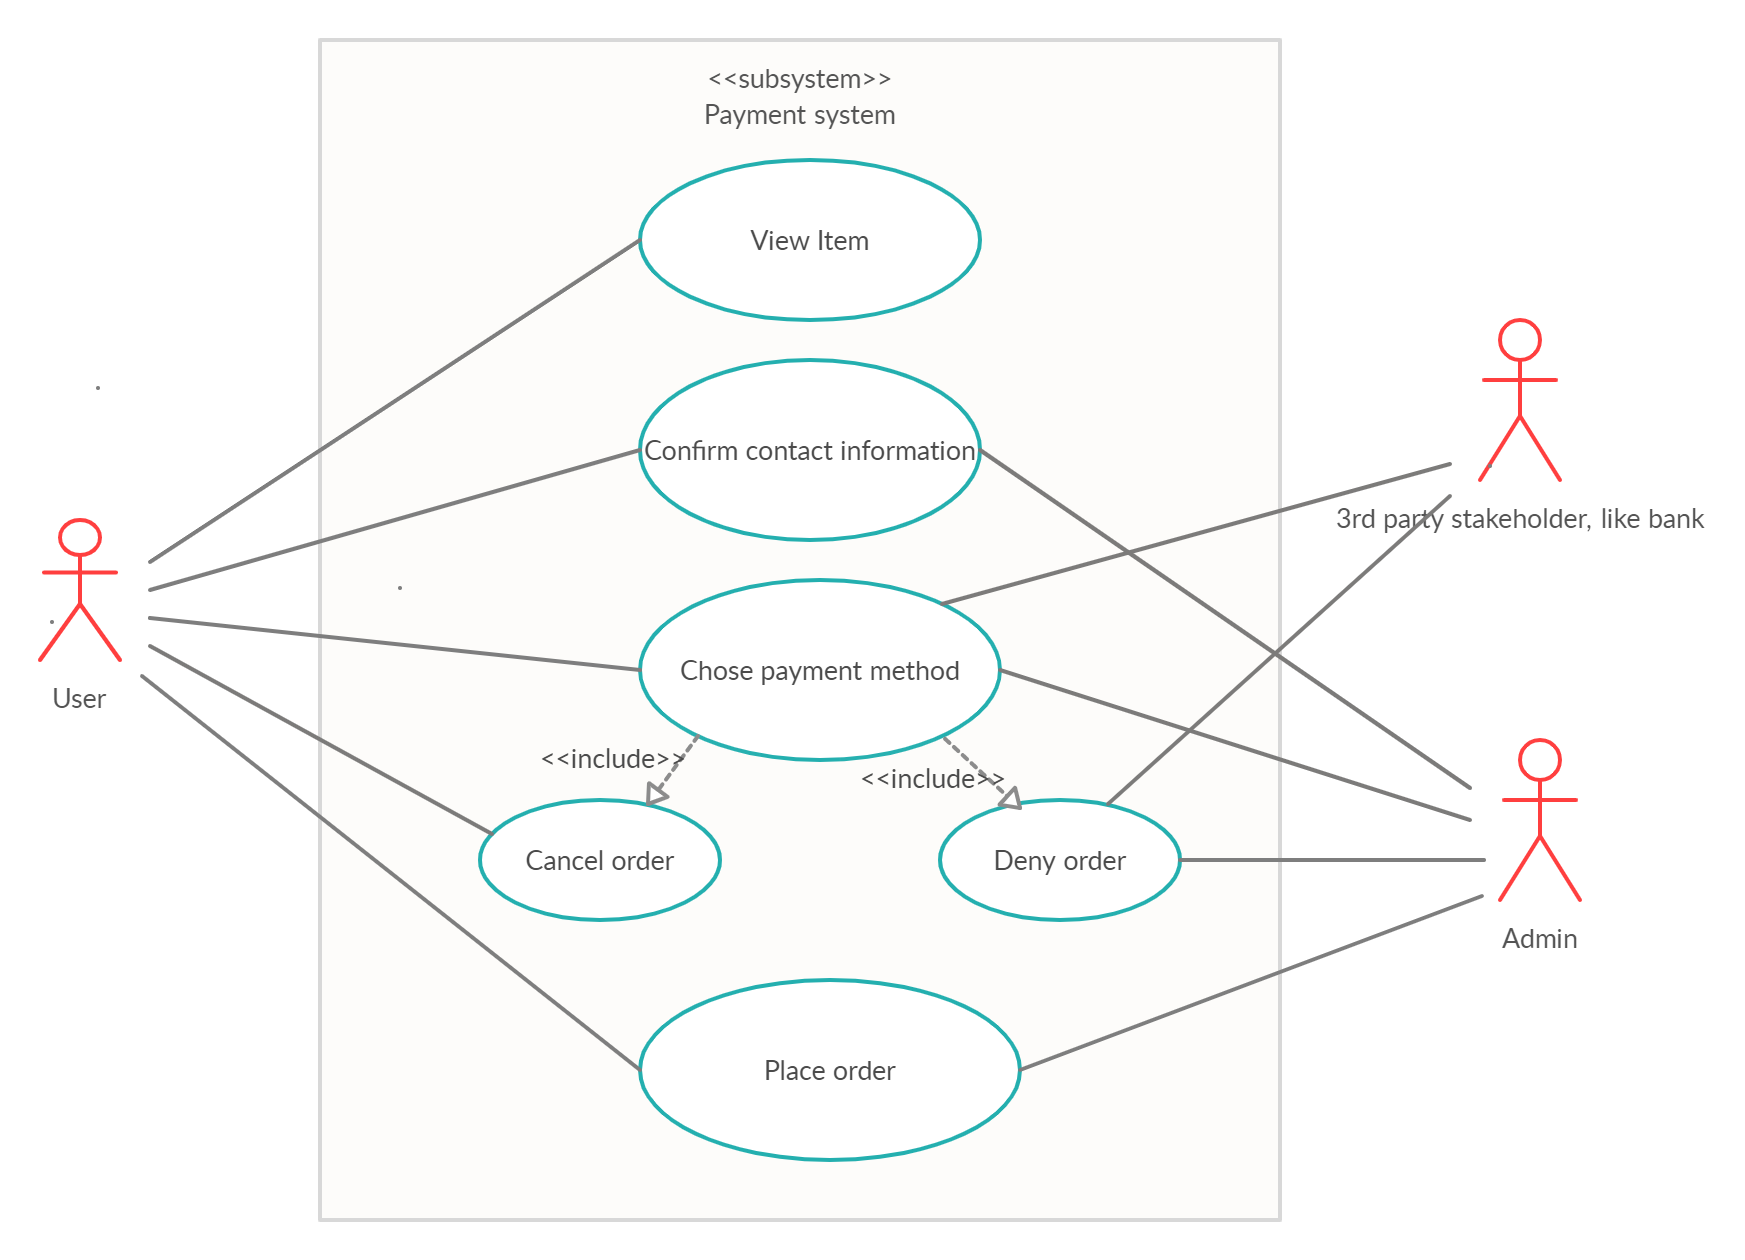 <<subsystem>>
Payment system
View Item
Confirm contact information
3rd party stakeholder, like bank
Chose payment method
User
<<include>>
<<include>>
Cancel order
Deny order
Admin
Place order